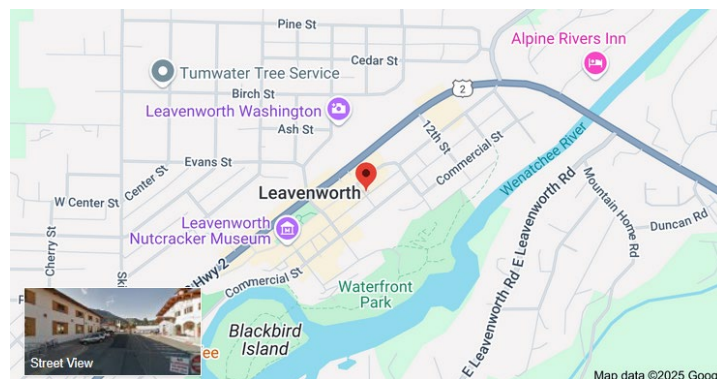 Pine St
Alpine Rivers Inn
Cedar St
Tumwater Tree Service
2
Birch St
Leavenworth Washington
12th St
Ash St
Commercial St
Wenatchee River
Evans St
Center St
Leavenworth
W Center St
E Leavenworth Rd
Mountain Home Rd
Leavenworth
Nutcracker Museum
Duncan Rd
Cherry St
Ski
Hwy 2
Commercial St
Waterfront
Park
E Leavenworth Rd
Blackbird
Island
Street View
ee
Map data ©2025 Goog